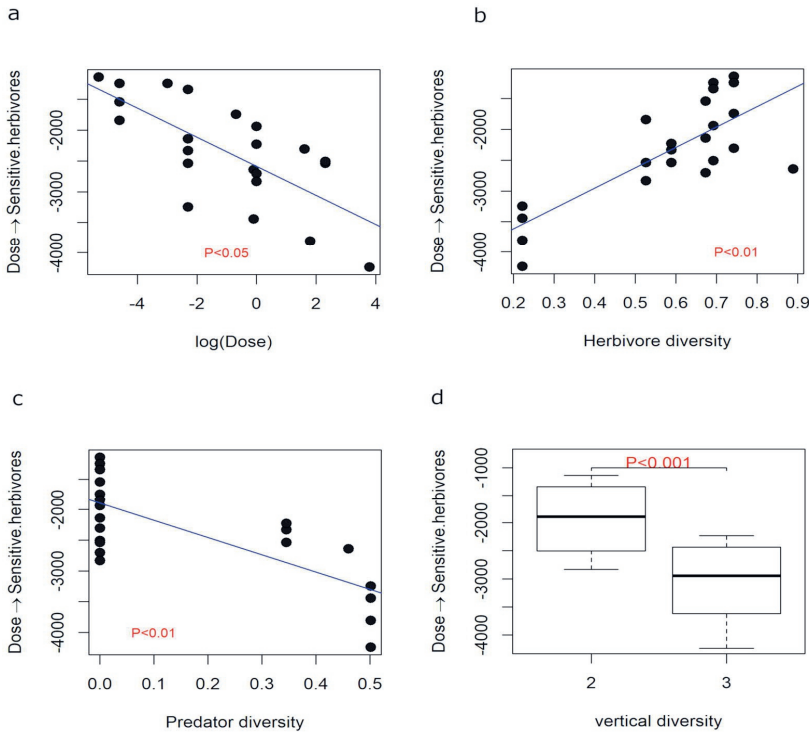 a
Dose → Sensitive.herbivores
-4000 -3000 -2000
P<0.05
-4 -2 0 2 4
log(Dose)
b
Dose → Sensitive.herbivores
-4000 -3000 -2000
P<0.01
0.2 0.3 0.4 0.5 0.6 0.7 0.8 0.9
Herbivore diversity
c
Dose → Sensitive.herbivores
-4000 -3000 -2000
P<0.01
0.0 0.1 0.2 0.3 0.4 0.5
Predator diversity
d
Dose → Sensitive.herbivores
-4000 -3000 -2000 -1000
P<0.001
2 3
vertical diversity